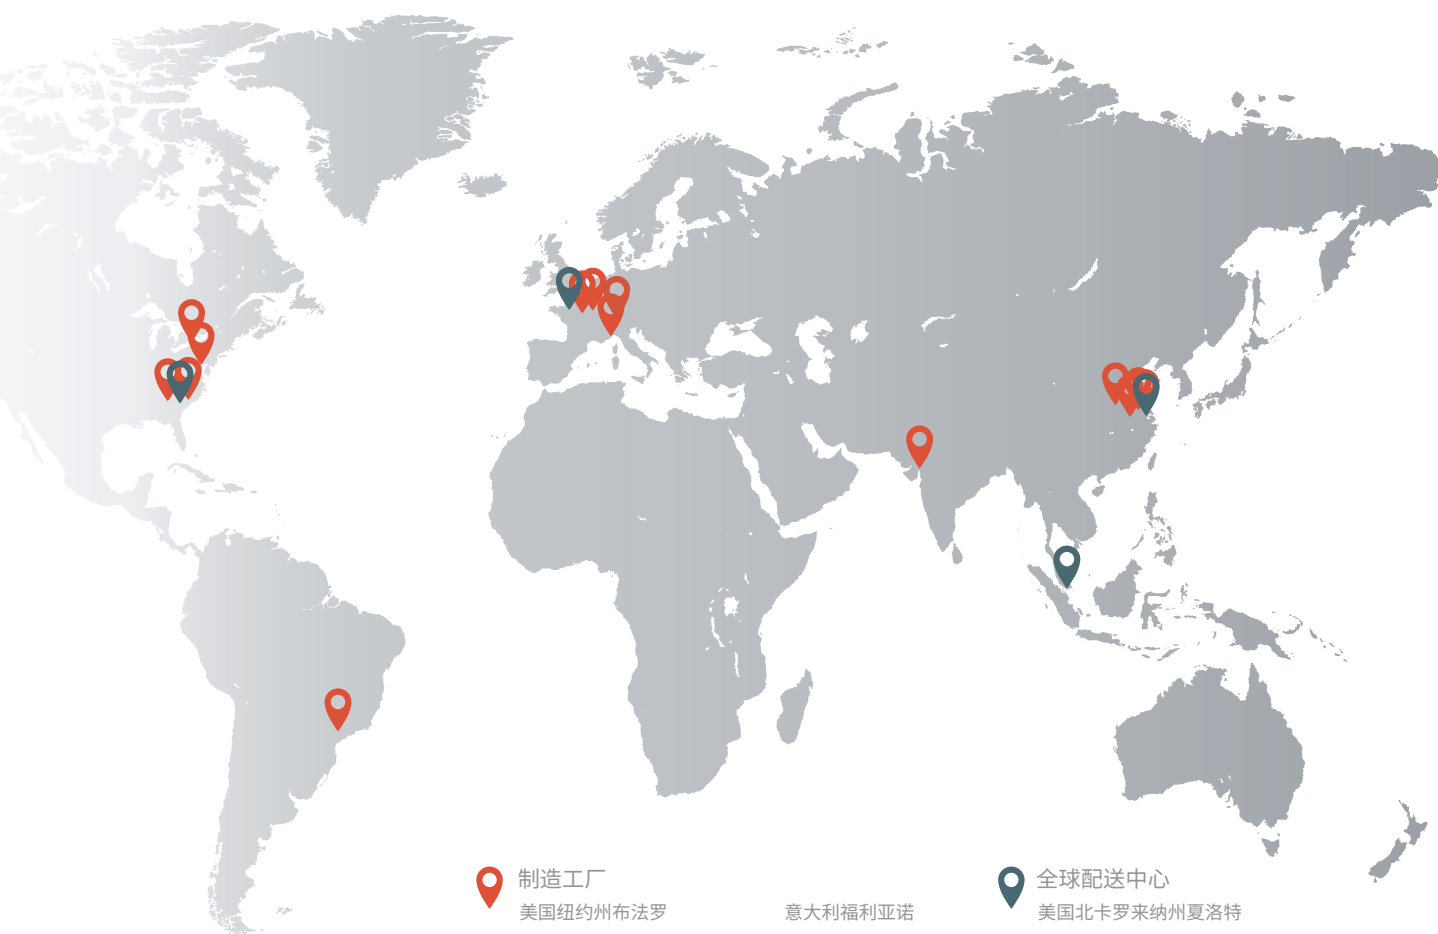 制造工厂
全球配送中心
美国纽约州布法罗
意大利福利亚诺
美国北卡罗来纳州夏洛特